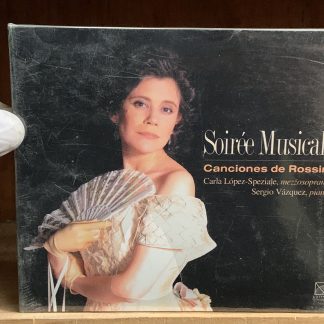 Soirée Musical
Canciones de Rossin
Carla López-Speziale, mezzosopran
Sergio Vázquez, pian